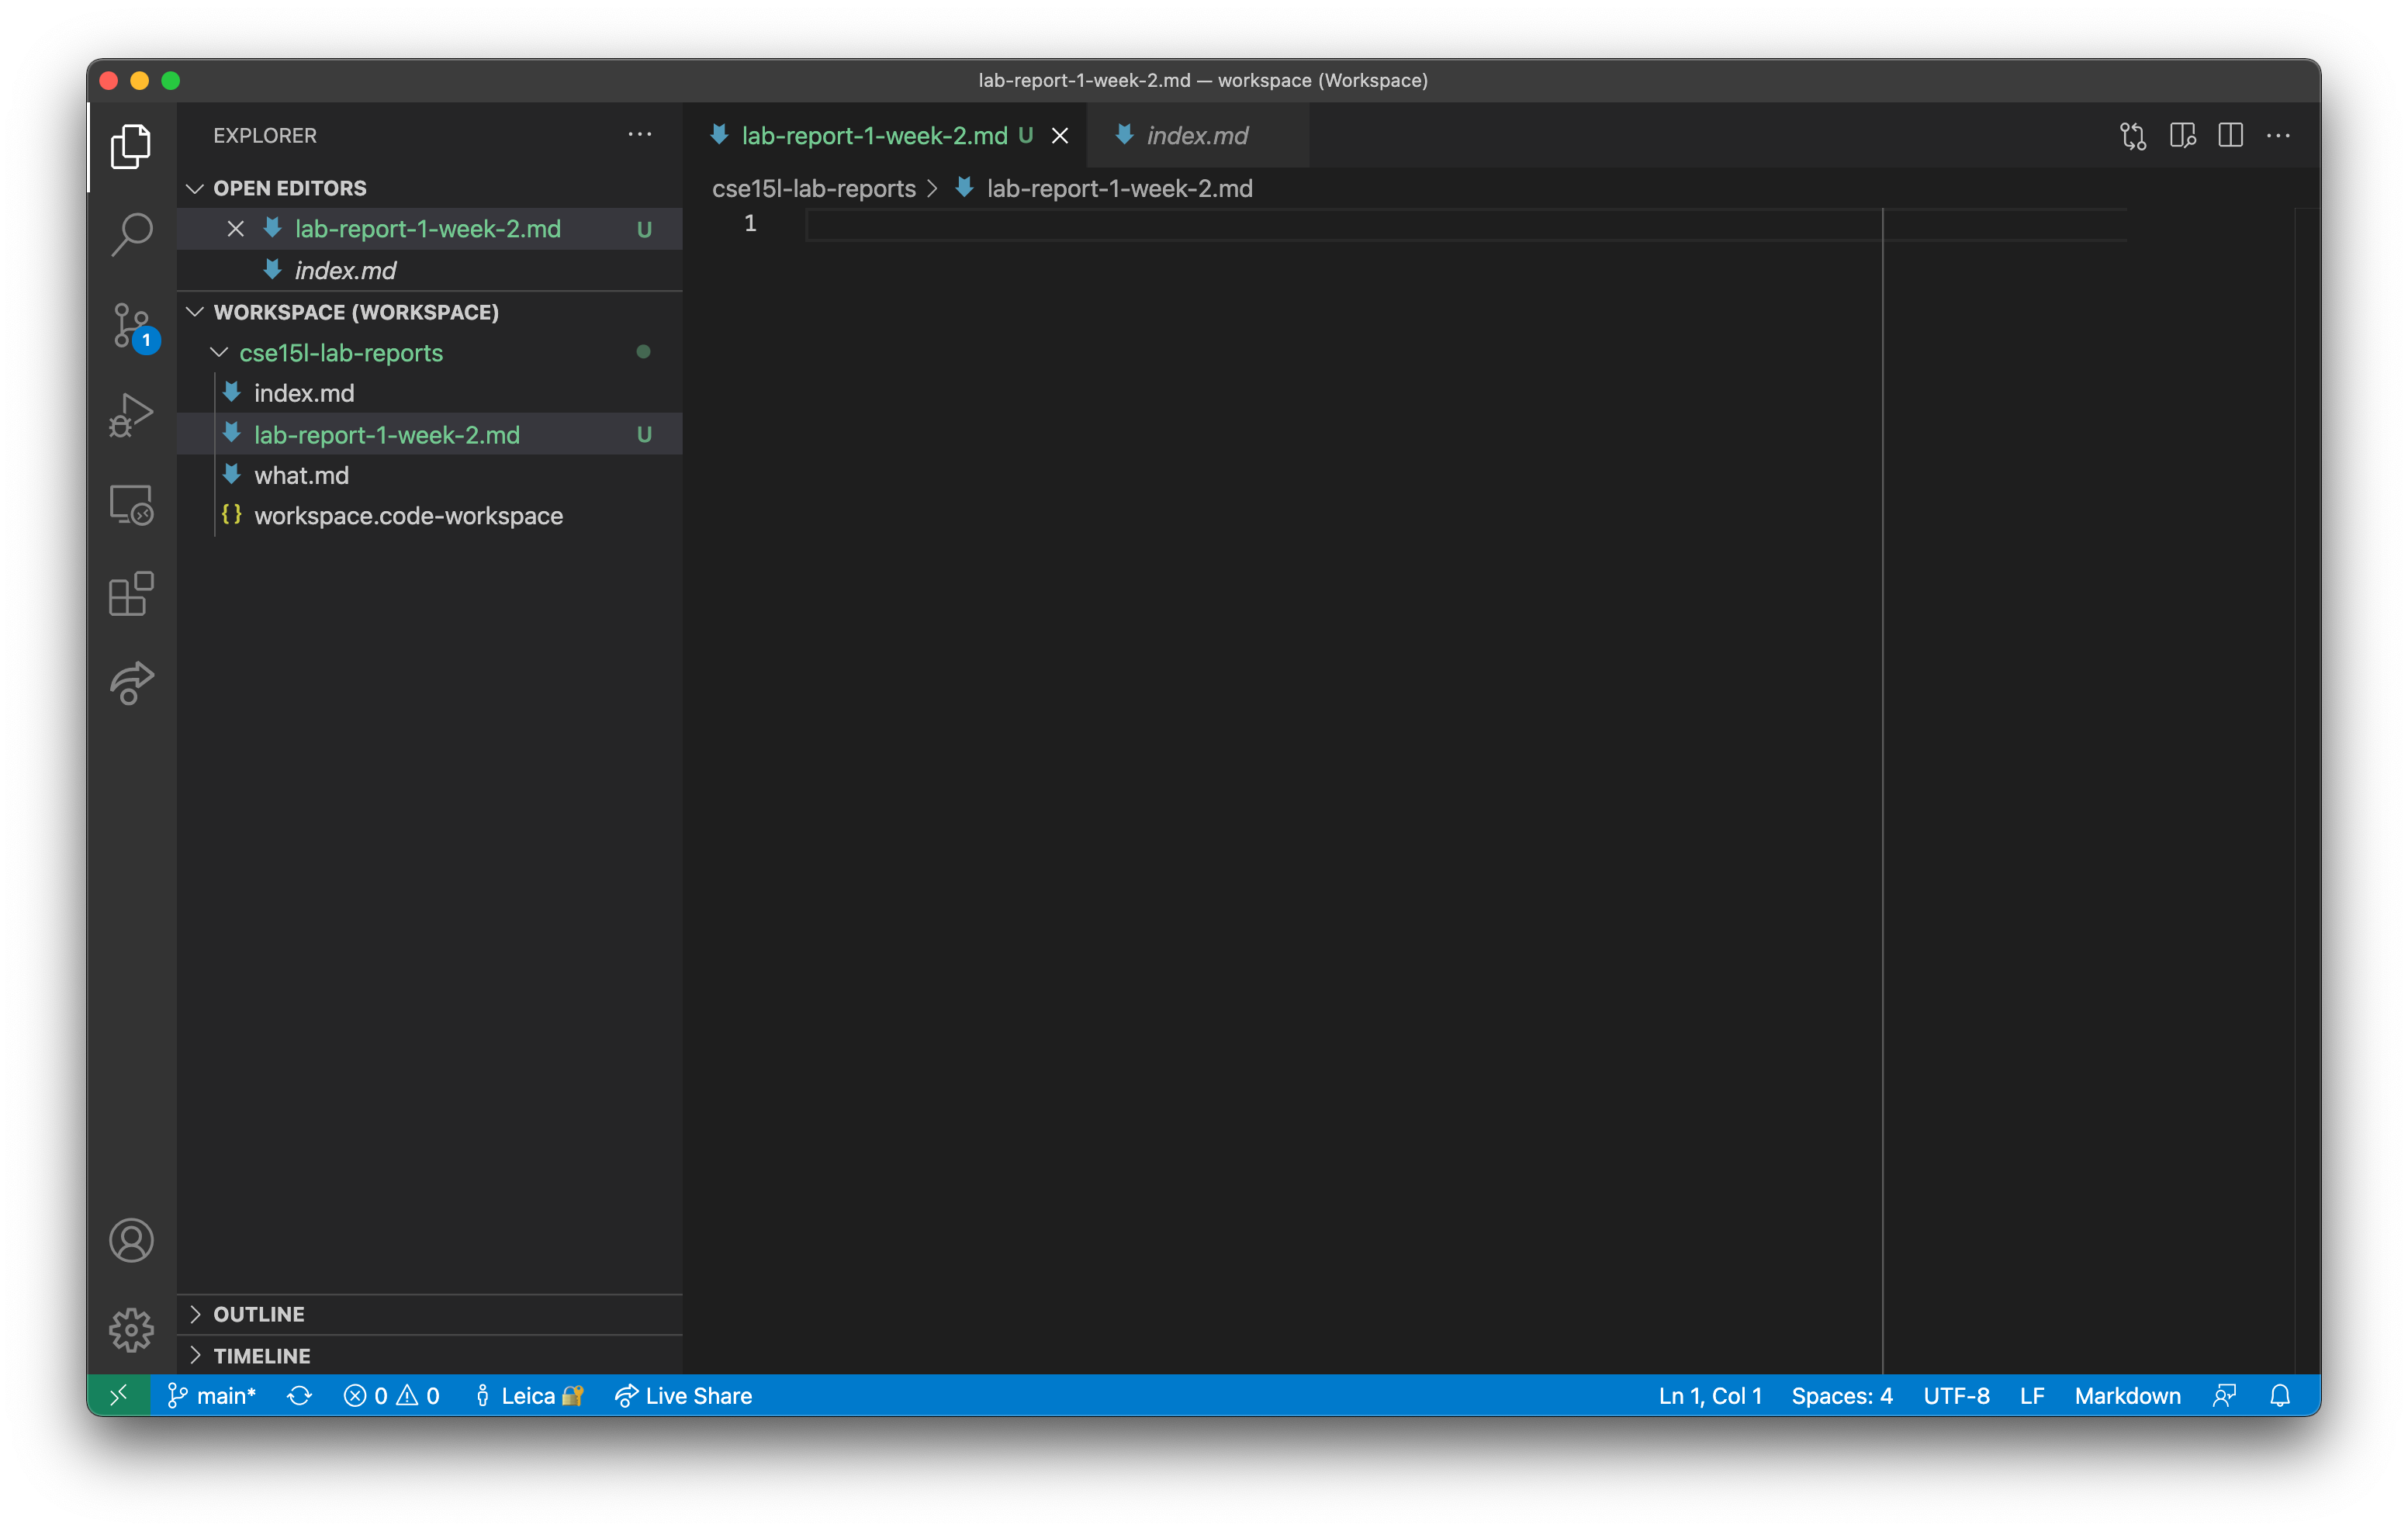 lab-report-1-week-2.md — workspace (Workspace)
EXPLORER
OPEN EDITORS
lab-report-1-week-2.md U
index.md
WORKSPACE (WORKSPACE)
cse15l-lab-reports
index.md
lab-report-1-week-2.md U
what.md
{} workspace.code-workspace
OUTLINE
TIMELINE
1
lab-report-1-week-2.md U
index.md
cse15l-lab-reports > lab-report-1-week-2.md
1
main* 0 0 Leica Live Share Ln 1, Col 1 Spaces: 4 UTF-8 LF Markdown